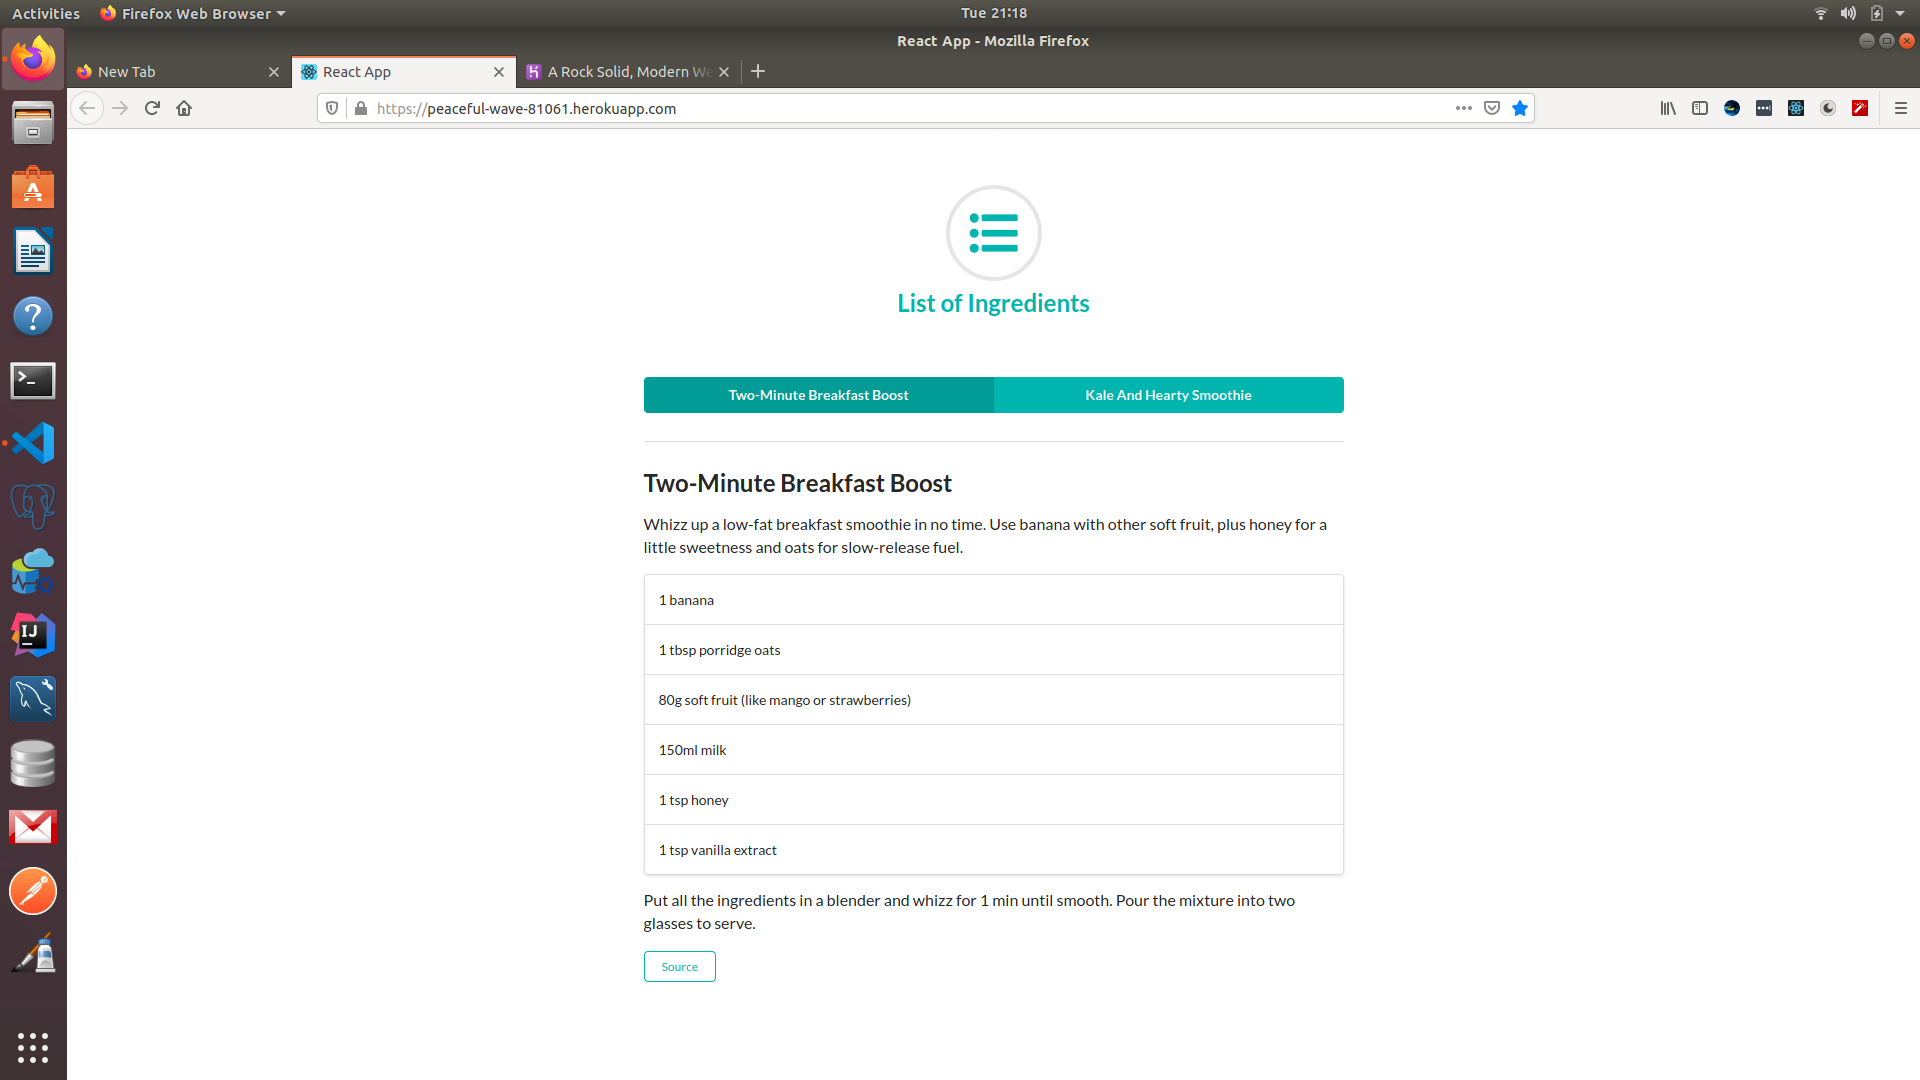 Activities
Firefox Web Browser
Tue 21:18
React App - Mozilla Firefox
New Tab
React App
A Rock Solid, Modern We
https://peaceful-wave-81061.herokuapp.com
List of Ingredients
Two-Minute Breakfast Boost
Kale And Hearty Smoothie
Two-Minute Breakfast Boost
Whizz up a low-fat breakfast smoothie in no time. Use banana with other soft fruit, plus honey for a
little sweetness and oats for slow-release fuel.
1 banana
1 tbsp porridge oats
80g soft fruit (like mango or strawberries)
150ml milk
1 tsp honey
1 tsp vanilla extract
Put all the ingredients in a blender and whizz for 1 min until smooth. Pour the mixture into two
glasses to serve.
Source
IJ